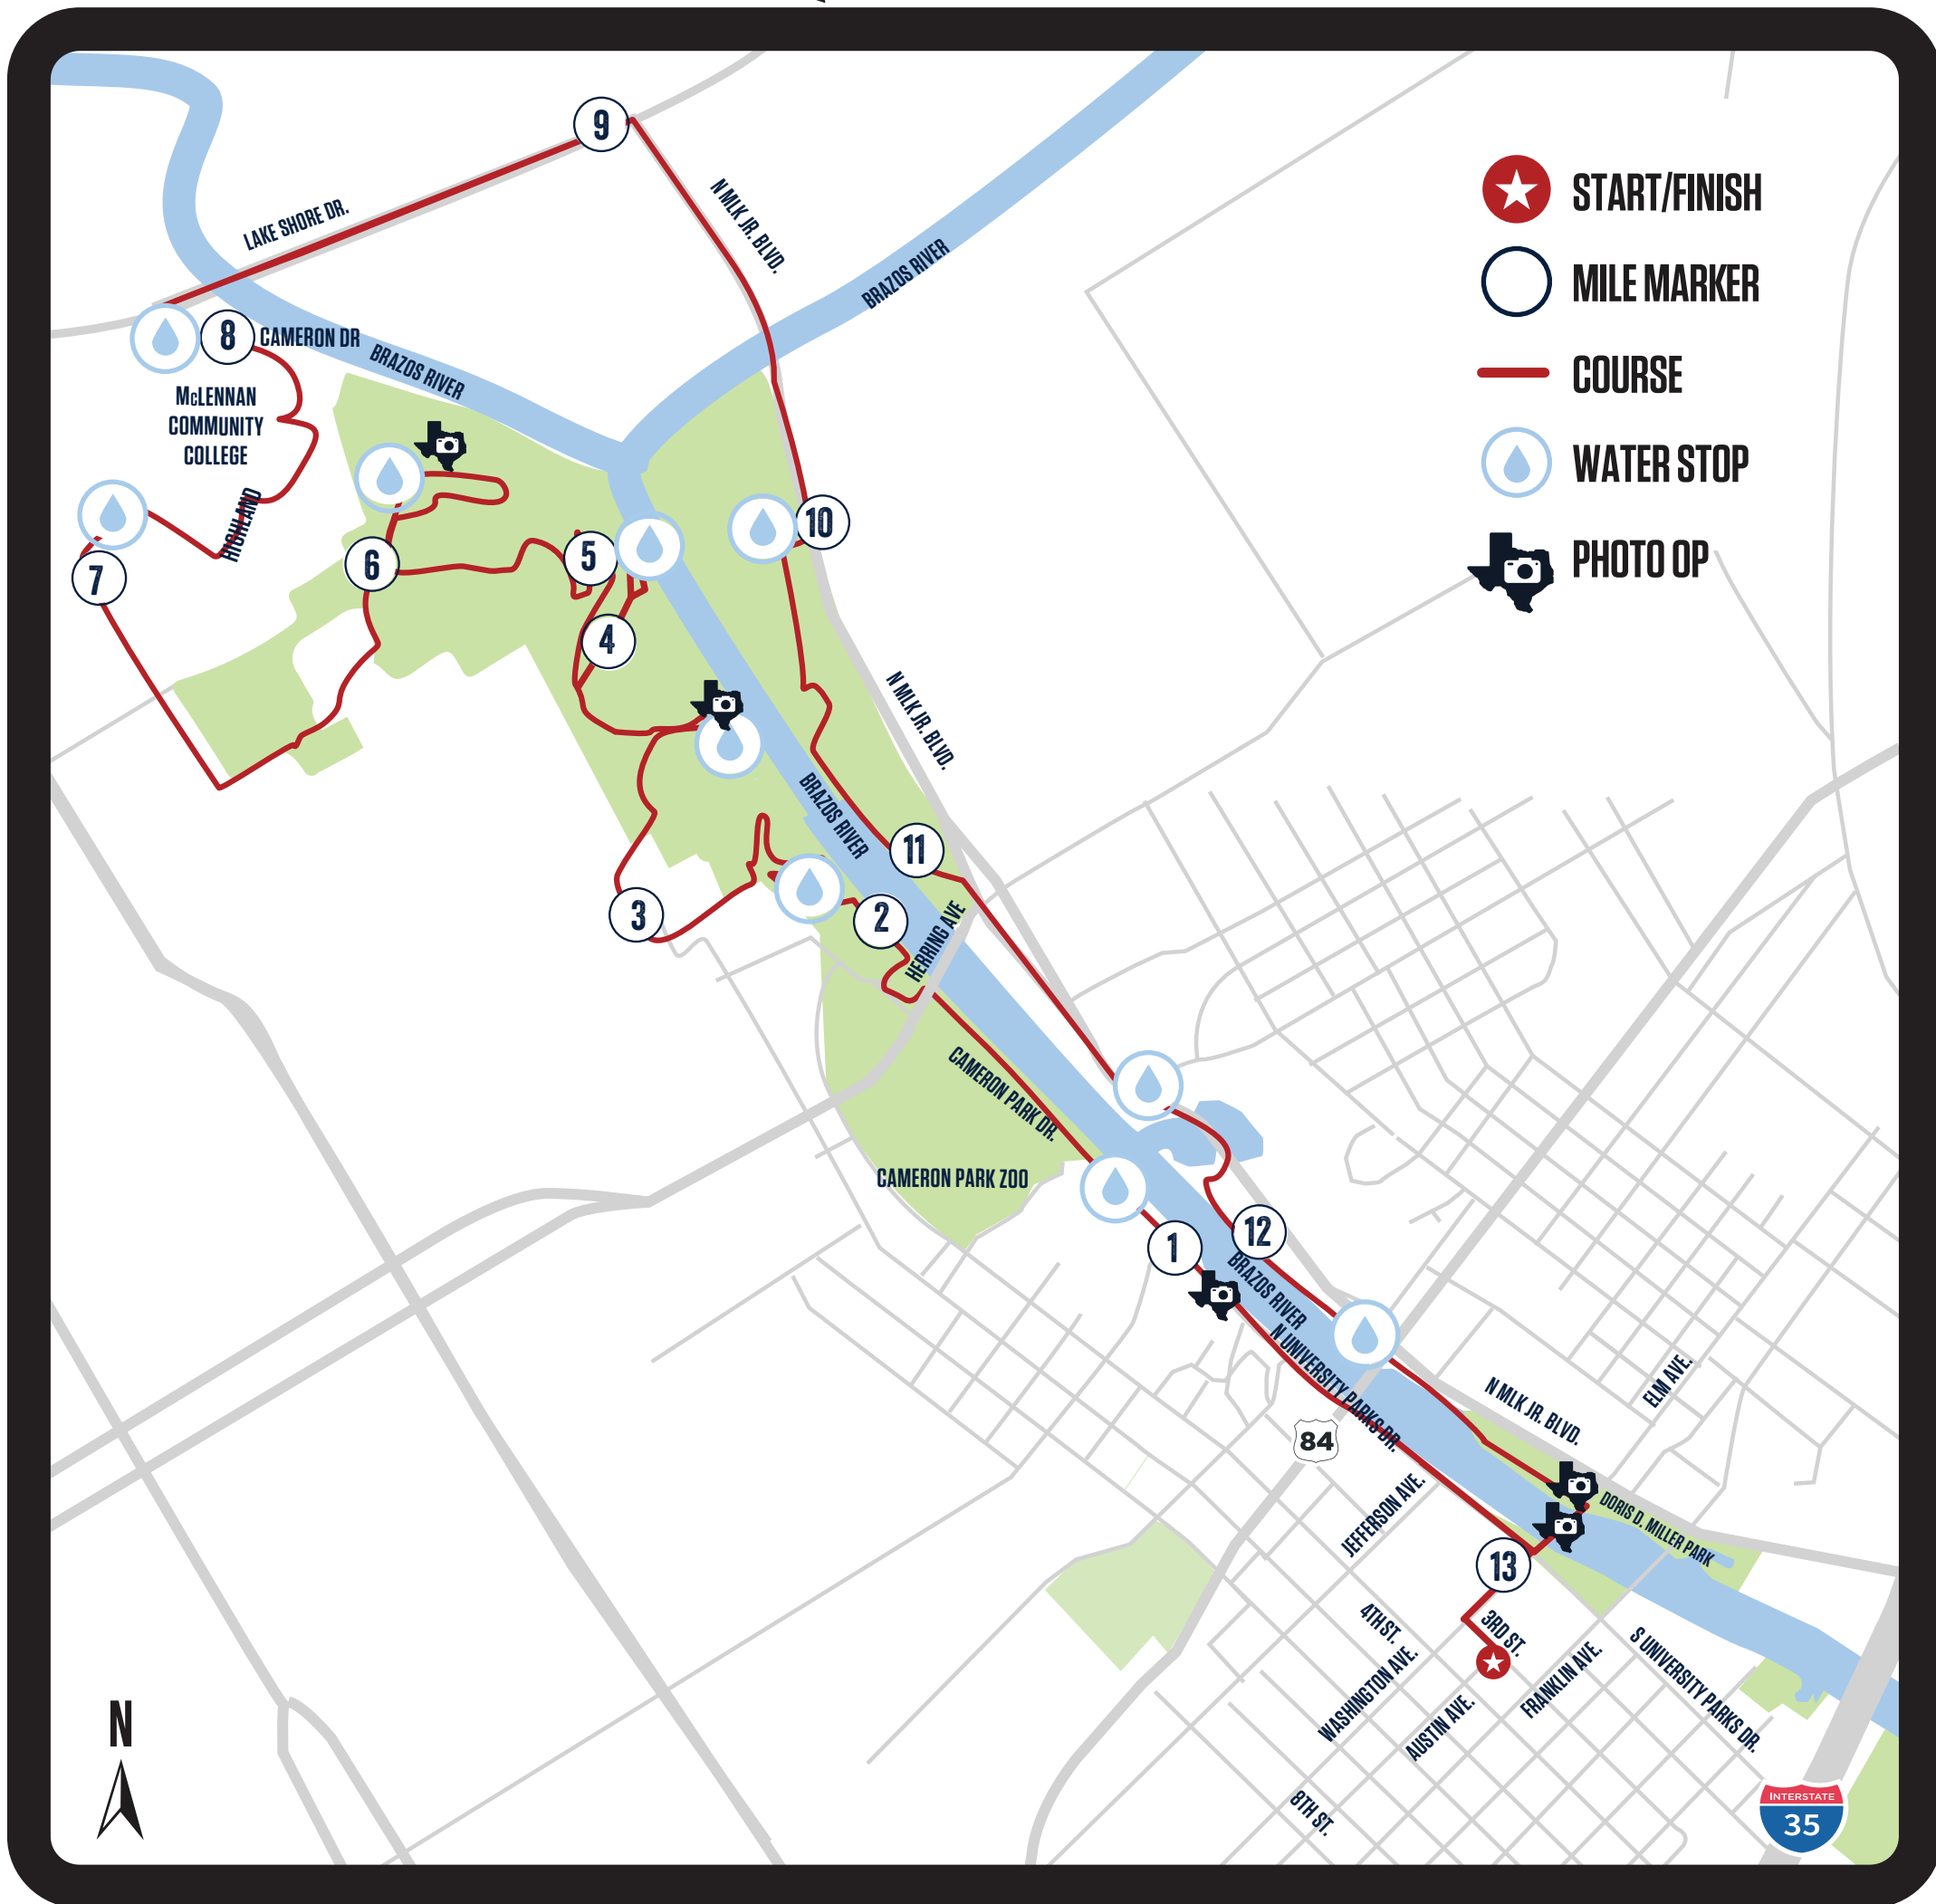 START/FINISH
MILE MARKER
COURSE
WATER STOP
PHOTO OP
9
LAKE SHORE DR.
N MLK JR. BLVD.
BRAZOS RIVER
8
CAMERON DR
BRAZOS RIVER
McLENNAN
COMMUNITY
COLLEGE
HIGHLAND
7
6
5
4
10
N MLK JR. BLVD.
BRAZOS RIVER
11
3
2
HERRING AVE
CAMERON PARK DR.
CAMERON PARK ZOO
1
12
BRAZOS RIVER
N UNIVERSITY PARKS DR.
84
N MLK JR. BLVD.
ELM AVE.
JEFFERSON AVE.
DORIS D. MILLER PARK
13
3RD ST.
4TH ST.
WASHINGTON AVE.
AUSTIN AVE.
FRANKLIN AVE.
S UNIVERSITY PARKS DR.
8TH ST.
N
INTERSTATE
35